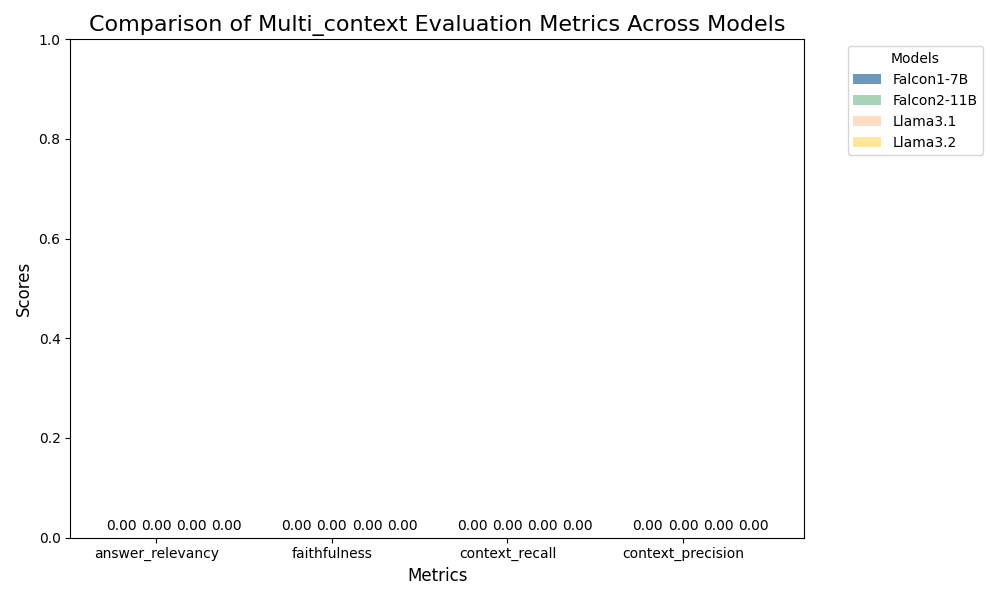 Comparison of Multi_context Evaluation Metrics Across Models
Models
Falcon1-7B
Falcon2-11B
Llama3.1
Llama3.2
Scores
1.0
0.8
0.6
0.4
0.2
0.0
0.00 0.00 0.00 0.00 0.00 0.00 0.00 0.00 0.00 0.00 0.00 0.00 0.00 0.00 0.00 0.00
answer_relevancy faithfulness context_recall context_precision
Metrics